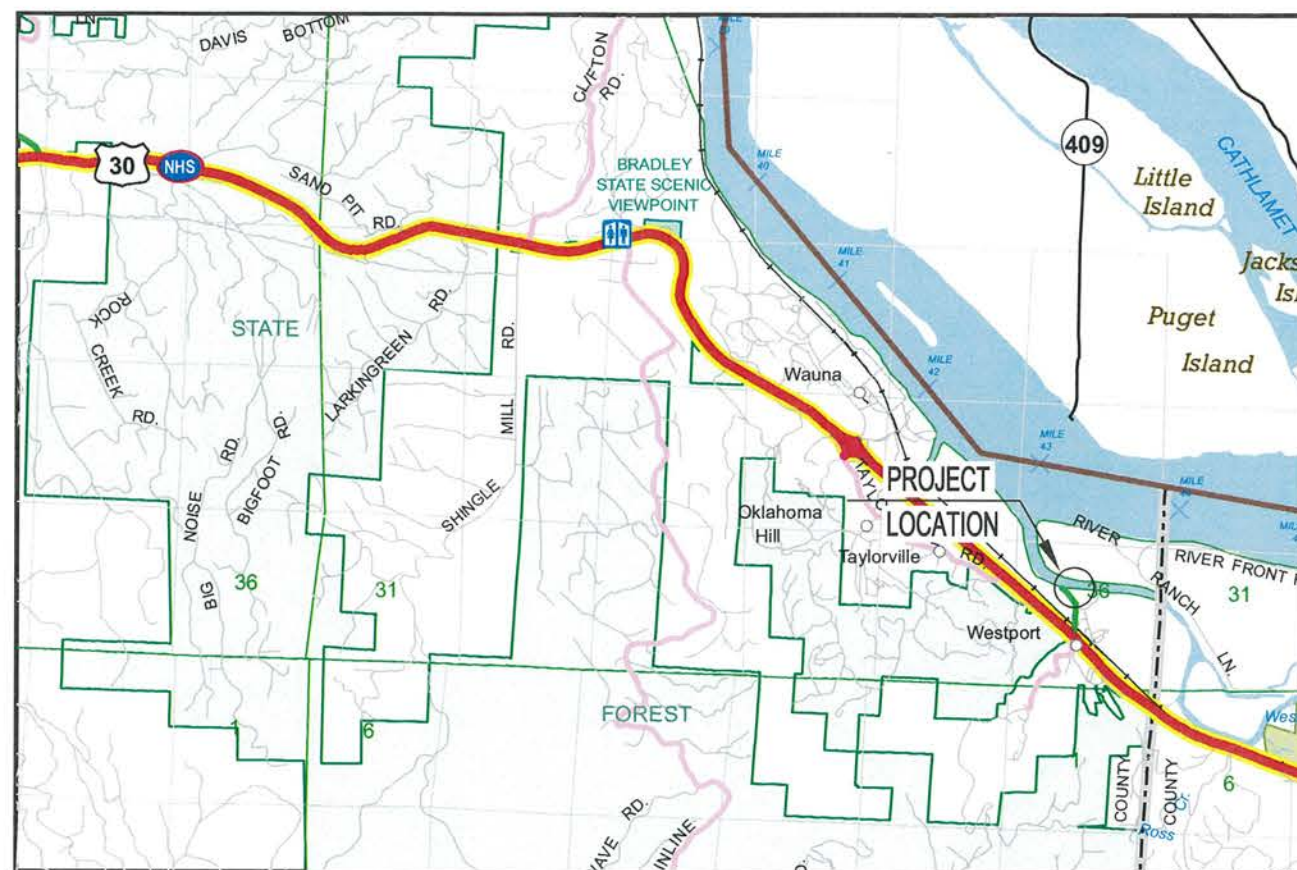 LN
DAVIS BOTTOM
CLIFTON
RD.
30
NHS
SAND PIT
RD.
BRADLEY
STATE SCENIC
VIEWPOINT
MILE
40
MILE
41
MILE
42
MILE
43
MILE
409
CATHLAMET
Little
Island
Puget
Island
ROCK
CREEK
RD.
STATE
LARKINGREEN
RD.
RD.
MILL
SHINGLE
BIG
NOISE
RD.
BIGFOOT
RD.
Wauna
PROJECT
LOCATION
Oklahoma
Hill
Taylorville
RD.
RIVER
RANCH
LN.
RIVER FRONT
Westport
36
31
36
31
1
6
6
FOREST
COUNTY
COUNTY
Ross
Cr.
RD.